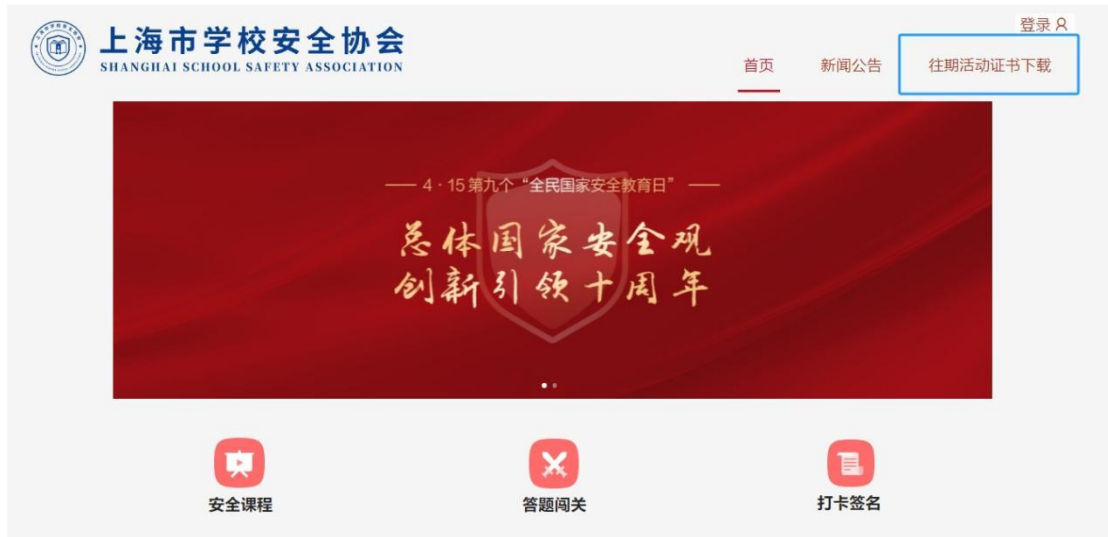 登录
上海市学校安全协会
SHANGHAI SCHOOL SAFETY ASSOCIATION
首页 新闻公告 往期活动证书下载
4·15第九个“全民国家安全教育日”
总体国家安全观
创新引领十周年
安全课程 答题闯关 打卡签名